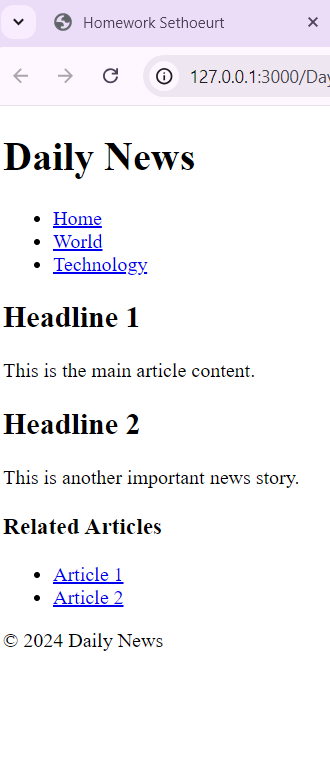 Homework Sethoeurt
127.0.0.1:3000/Day
Daily News
Home
World
Technology
Headline 1
This is the main article content.
Headline 2
This is another important news story.
Related Articles
Article 1
Article 2
© 2024 Daily News